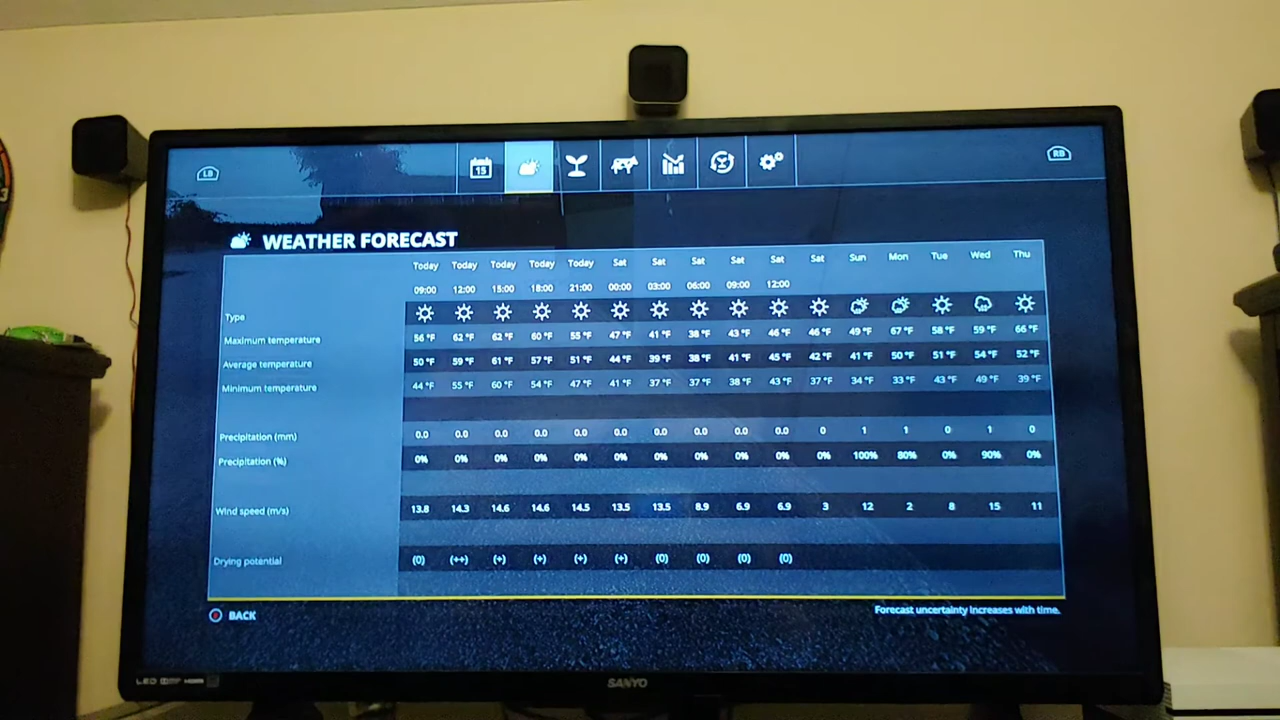 LB
15
RB
WEATHER FORECAST
Today Today Today Today Today Sat Sat Sat Sat Sat Sat Sun Mon Tue Wed Thu
09:00 12:00 15:00 18:00 21:00 00:00 03:00 06:00 09:00 12:00
Type
Maximum temperature 56 °F 62 °F 62 °F 60 °F 55 °F 47 °F 41 °F 38 °F 43 °F 46 °F 46 °F 49 °F 67 °F 58 °F 59 °F 66 °F
Average temperature 50 °F 59 °F 61 °F 57 °F 51 °F 44 °F 39 °F 38 °F 41 °F 45 °F 42 °F 41 °F 50 °F 51 °F 54 °F 52 °F
Minimum temperature 44 °F 55 °F 60 °F 54 °F 47 °F 41 °F 37 °F 37 °F 38 °F 43 °F 37 °F 34 °F 33 °F 43 °F 49 °F 39 °F
Precipitation (mm) 0.0 0.0 0.0 0.0 0.0 0.0 0.0 0.0 0.0 0.0 0 1 1 0 1 0
Precipitation (%) 0% 0% 0% 0% 0% 0% 0% 0% 0% 0% 0% 100% 80% 0% 90% 0%
Wind speed (m/s) 13.8 14.3 14.6 14.6 14.5 13.5 13.5 8.9 6.9 6.9 3 12 2 8 15 11
Drying potential (0) (++) (+) (+) (+) (+) (0) (0) (0) (0)
BACK
Forecast uncertainty increases with time.
LED HDMI
SANYO
3